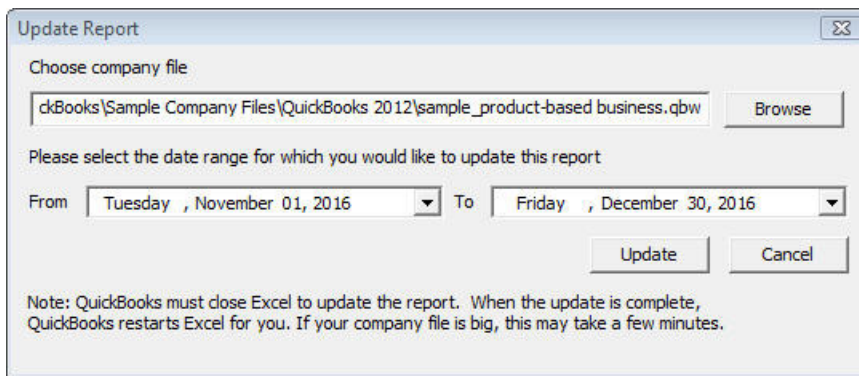 Update Report
Choose company file
ckBooks\Sample Company Files\QuickBooks 2012\sample_product-based business.qbw Browse
Please select the date range for which you would like to update this report
From Tuesday , November 01, 2016 To Friday , December 30, 2016
Update Cancel
Note: QuickBooks must close Excel to update the report. When the update is complete,
QuickBooks restarts Excel for you. If your company file is big, this may take a few minutes.